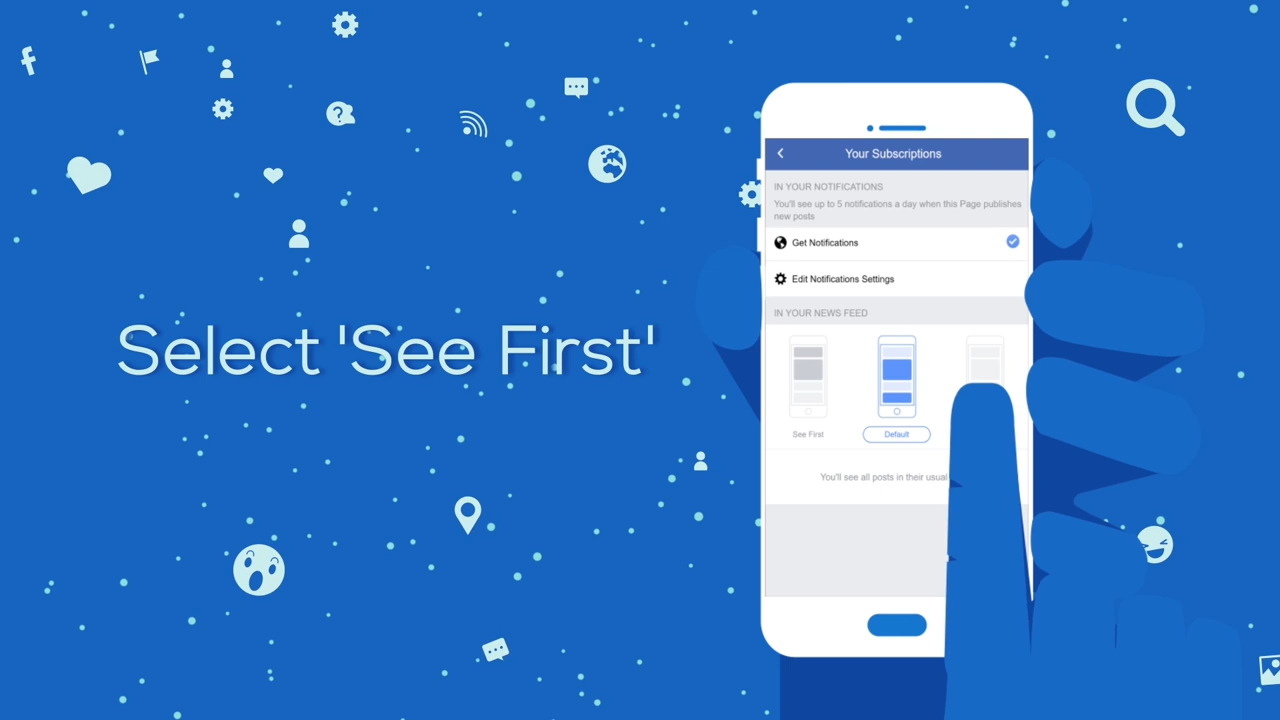 Select 'See First'
Your Subscriptions
IN YOUR NOTIFICATIONS
You'll see up to 5 notifications a day when this Page publishes
new posts
Get Notifications
Edit Notifications Settings
IN YOUR NEWS FEED
See First
Default
You'll see all posts in their usual